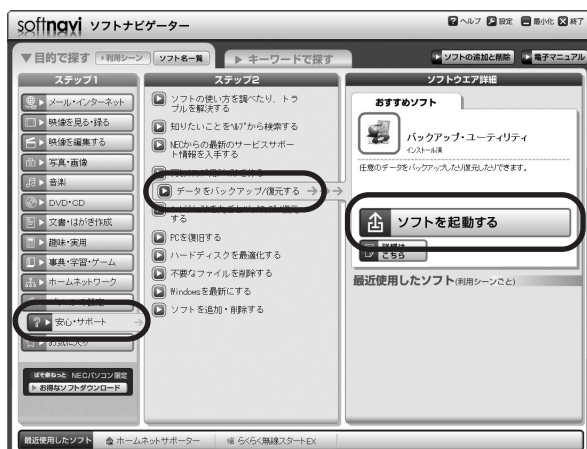 softnavi ソフトナビゲーター
ヘルプ 設定 最小化 終了
▼目的で探す ▶利用シーン ソフト名一覧 ▶ キーワードで探す
▶ソフトの追加と削除 ▶電子マニュアル
ステップ1
メール・インターネット
映像を見る・録る
映像を編集する
写真・画像
音楽
DVD・CD
文書・はがき作成
趣味・実用
事典・学習・ゲーム
ホームネットワーク
安心・サポート
お気に入り
ぱそ楽ねっと NECパソコン限定
▶お得なソフトダウンロード
ステップ2
ソフトの使い方を調べたり、トラ
ブルを解決する
知りたいことをヘルプから検索する
NECからの最新のサービスサポー
ト情報を入手する
データをバックアップ/復元する
する
PCを復旧する
ハードディスクを最適化する
不要なファイルを削除する
Windowsを最新にする
ソフトを追加・削除する
ソフトウエア詳細
おすすめソフト
バックアップ・ユーティリティ
インストール済
任意のデータをバックアップしたり復元したりできます。
ソフトを起動する
詳細は
こちら
最近使用したソフト(利用シーンごと)
最近使用したソフト ホームネットサポーター らくらく無線スタートEX